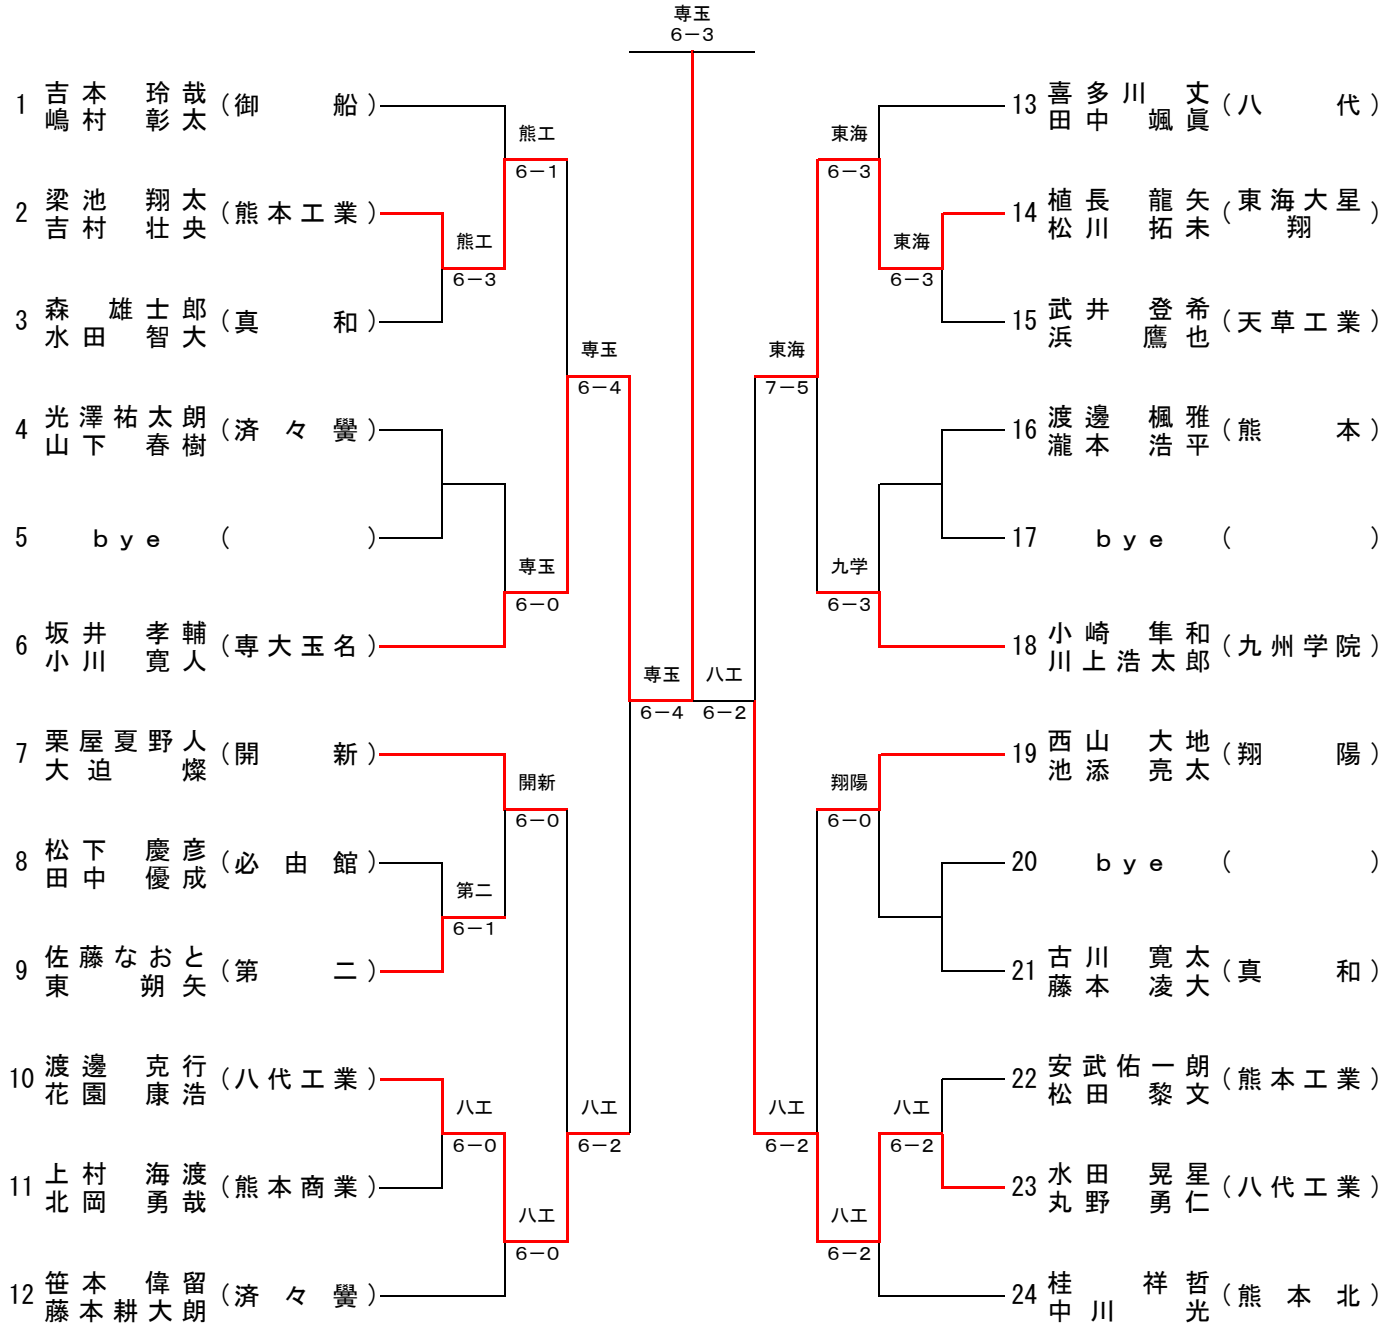 専玉
6－3
1 吉本 玲哉 (御 船)
嶋村 彰太
2 梁池 翔太 (熊本工業)
吉村 壮央
3 森 雄士郎 (真 和)
水田 智大
4 光澤祐太朗 (済々黌)
山下 春樹
5 bye ( )
6 坂井 孝輔 (専大玉名)
小川 寛人
7 栗屋夏野人 (開 新)
大迫 燦
8 松下 慶彦 (必由館)
田中 優成
9 佐藤なおと (第 二)
東 朔矢
10 渡邊 克行 (八代工業)
花園 康浩
11 上村 海渡 (熊本商業)
北岡 勇哉
12 笹本 偉留 (済々黌)
藤本耕大朗
熊工
6－1
熊工
6－3
専玉
6－4
専玉
6－0
専玉
6－4
開新
6－0
第二
6－1
八工
6－0
八工
6－2
八工
6－0
13 喜多川 丈 (八 代)
田中 颯眞
14 植長 龍矢 (東海大星翔)
松川 拓未
15 武井 登希 (天草工業)
浜 鷹也
16 渡邊 楓雅 (熊 本)
瀧本 浩平
17 bye ( )
18 小崎 隼和 (九州学院)
川上浩太郎
19 西山 大地 (翔 陽)
池添 亮太
20 bye ( )
21 古川 寛太 (真 和)
藤本 凌大
22 安武佑一朗 (熊本工業)
松田 黎文
23 水田 晃星 (八代工業)
丸野 勇仁
24 桂 祥哲 (熊本北)
中川 光
東海
6－3
東海
6－3
東海
7－5
九学
6－3
八工
6－2
翔陽
6－0
八工
6－2
八工
6－2
八工
6－2